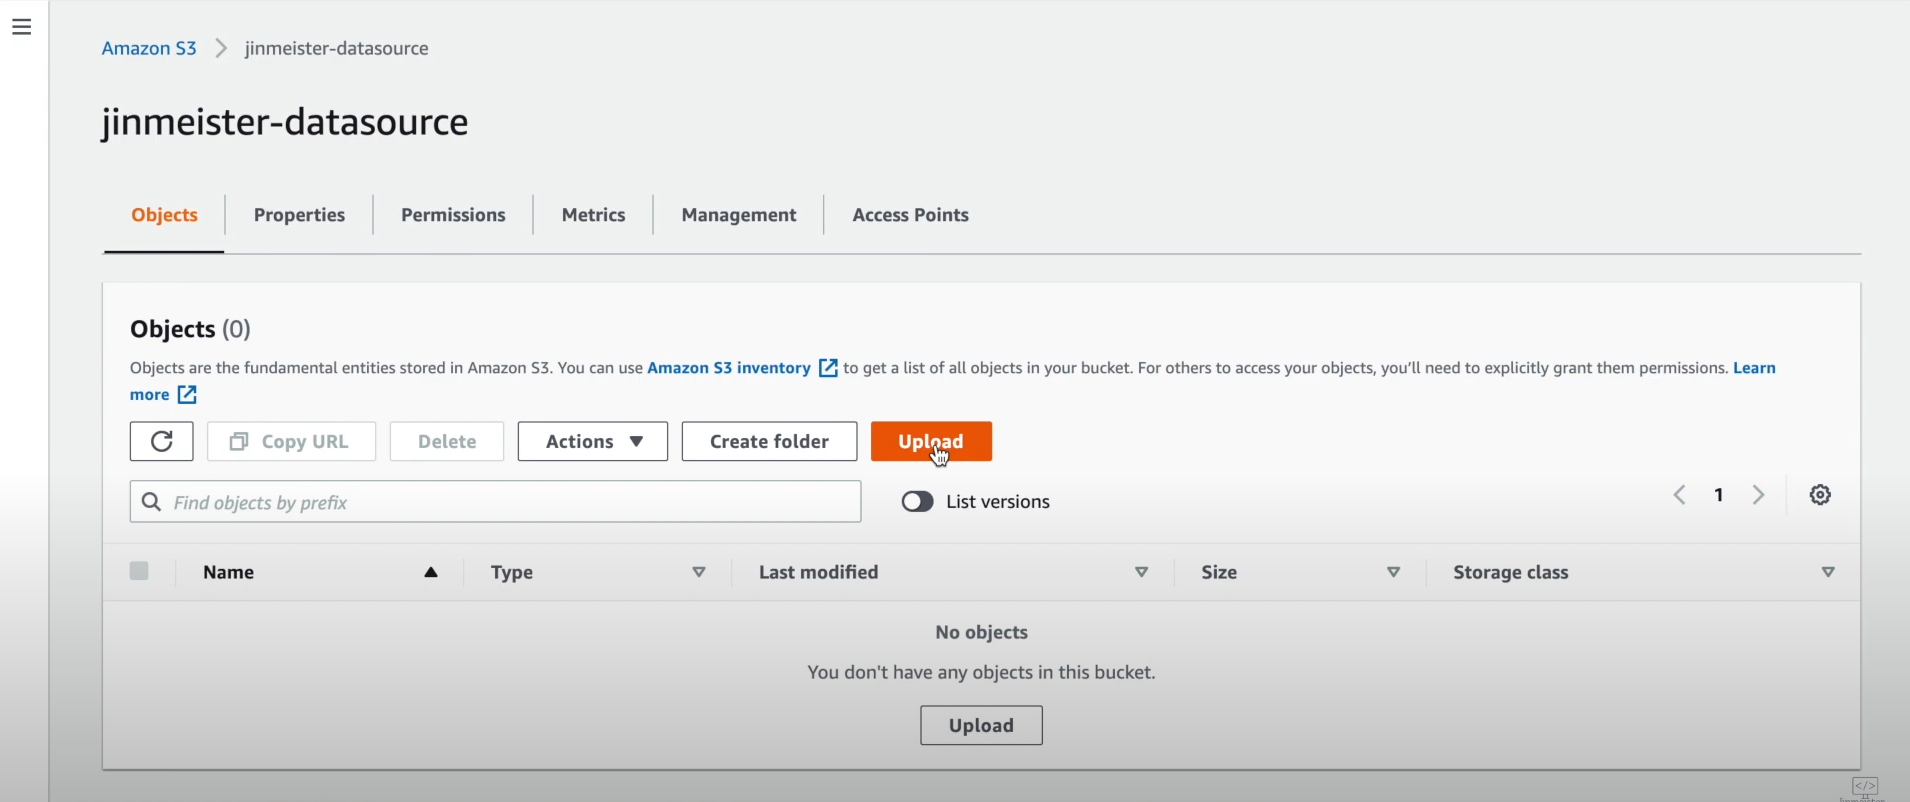 Amazon S3 jinmeister-datasource
jinmeister-datasource
Objects Properties Permissions Metrics Management Access Points
Objects (0)
Objects are the fundamental entities stored in Amazon S3. You can use Amazon S3 inventory to get a list of all objects in your bucket. For others to access your objects, you'll need to explicitly grant them permissions. Learn
more
Copy URL Delete Actions Create folder Upload
Find objects by prefix List versions 1
Name Type Last modified Size Storage class
No objects
You don't have any objects in this bucket.
Upload